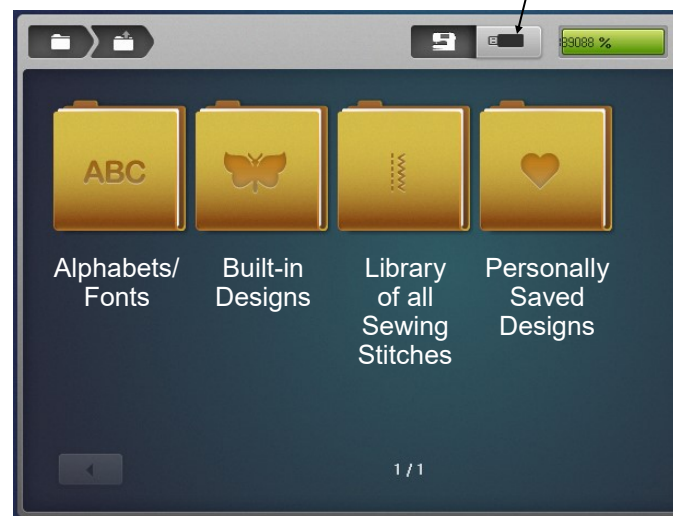 89088 %
ABC
Alphabets/
Fonts
Built-in
Designs
Library
of all
Sewing
Stitches
Personally
Saved
Designs
1/1